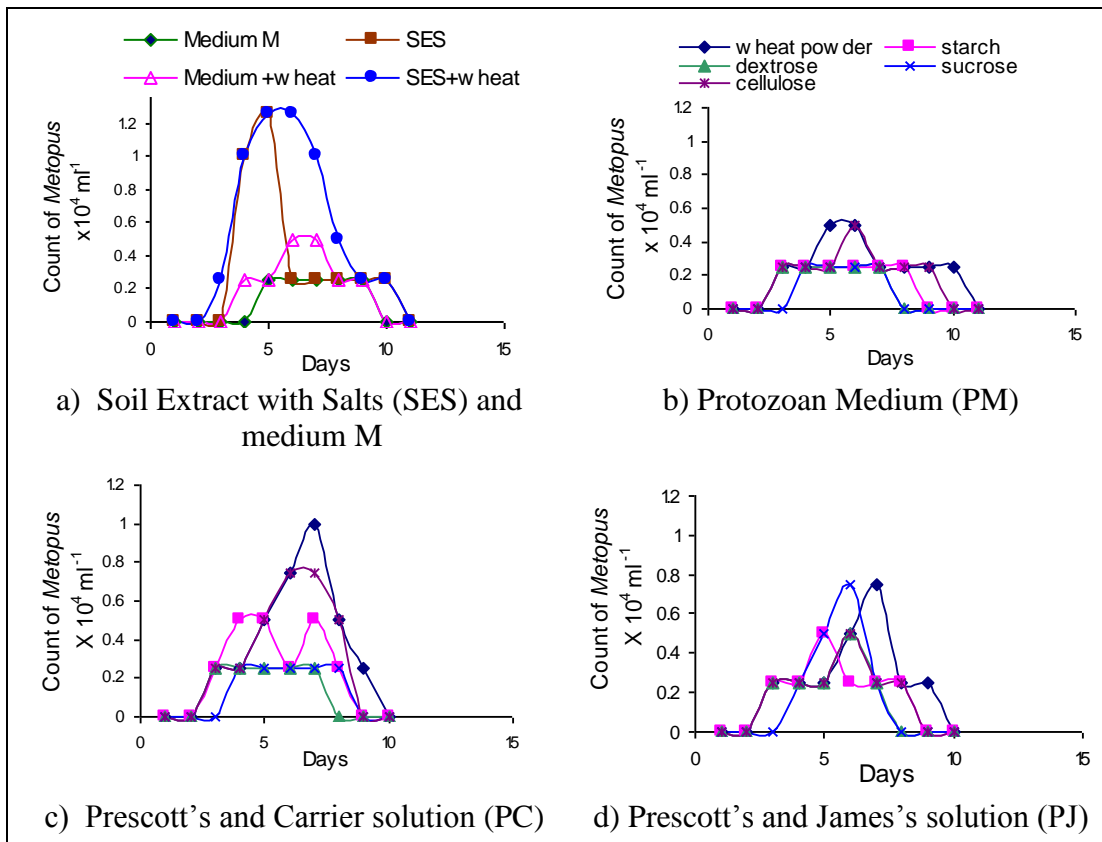 Medium M SES
Medium +w heat SES+w heat
Count of Metopus
x10⁴ ml¹
1.2
1
0.8
0.6
0.4
0.2
0
0 5 10 15
Days
a) Soil Extract with Salts (SES) and
medium M
w heat pow der starch
dextrose sucrose
cellulose
Count of Metopus
x 10⁴ ml⁻¹
1.2
1
0.8
0.6
0.4
0.2
0
0 5 10 15
Days
b) Protozoan Medium (PM)
Count of Metopus
X 10⁴ ml⁻¹
1.2
1
0.8
0.6
0.4
0.2
0
0 5 10 15
Days
c) Prescott's and Carrier solution (PC)
Count of Metopus
X 10⁴ ml⁻¹
1.2
1
0.8
0.6
0.4
0.2
0
0 5 10 15
Days
d) Prescott's and James's solution (PJ)